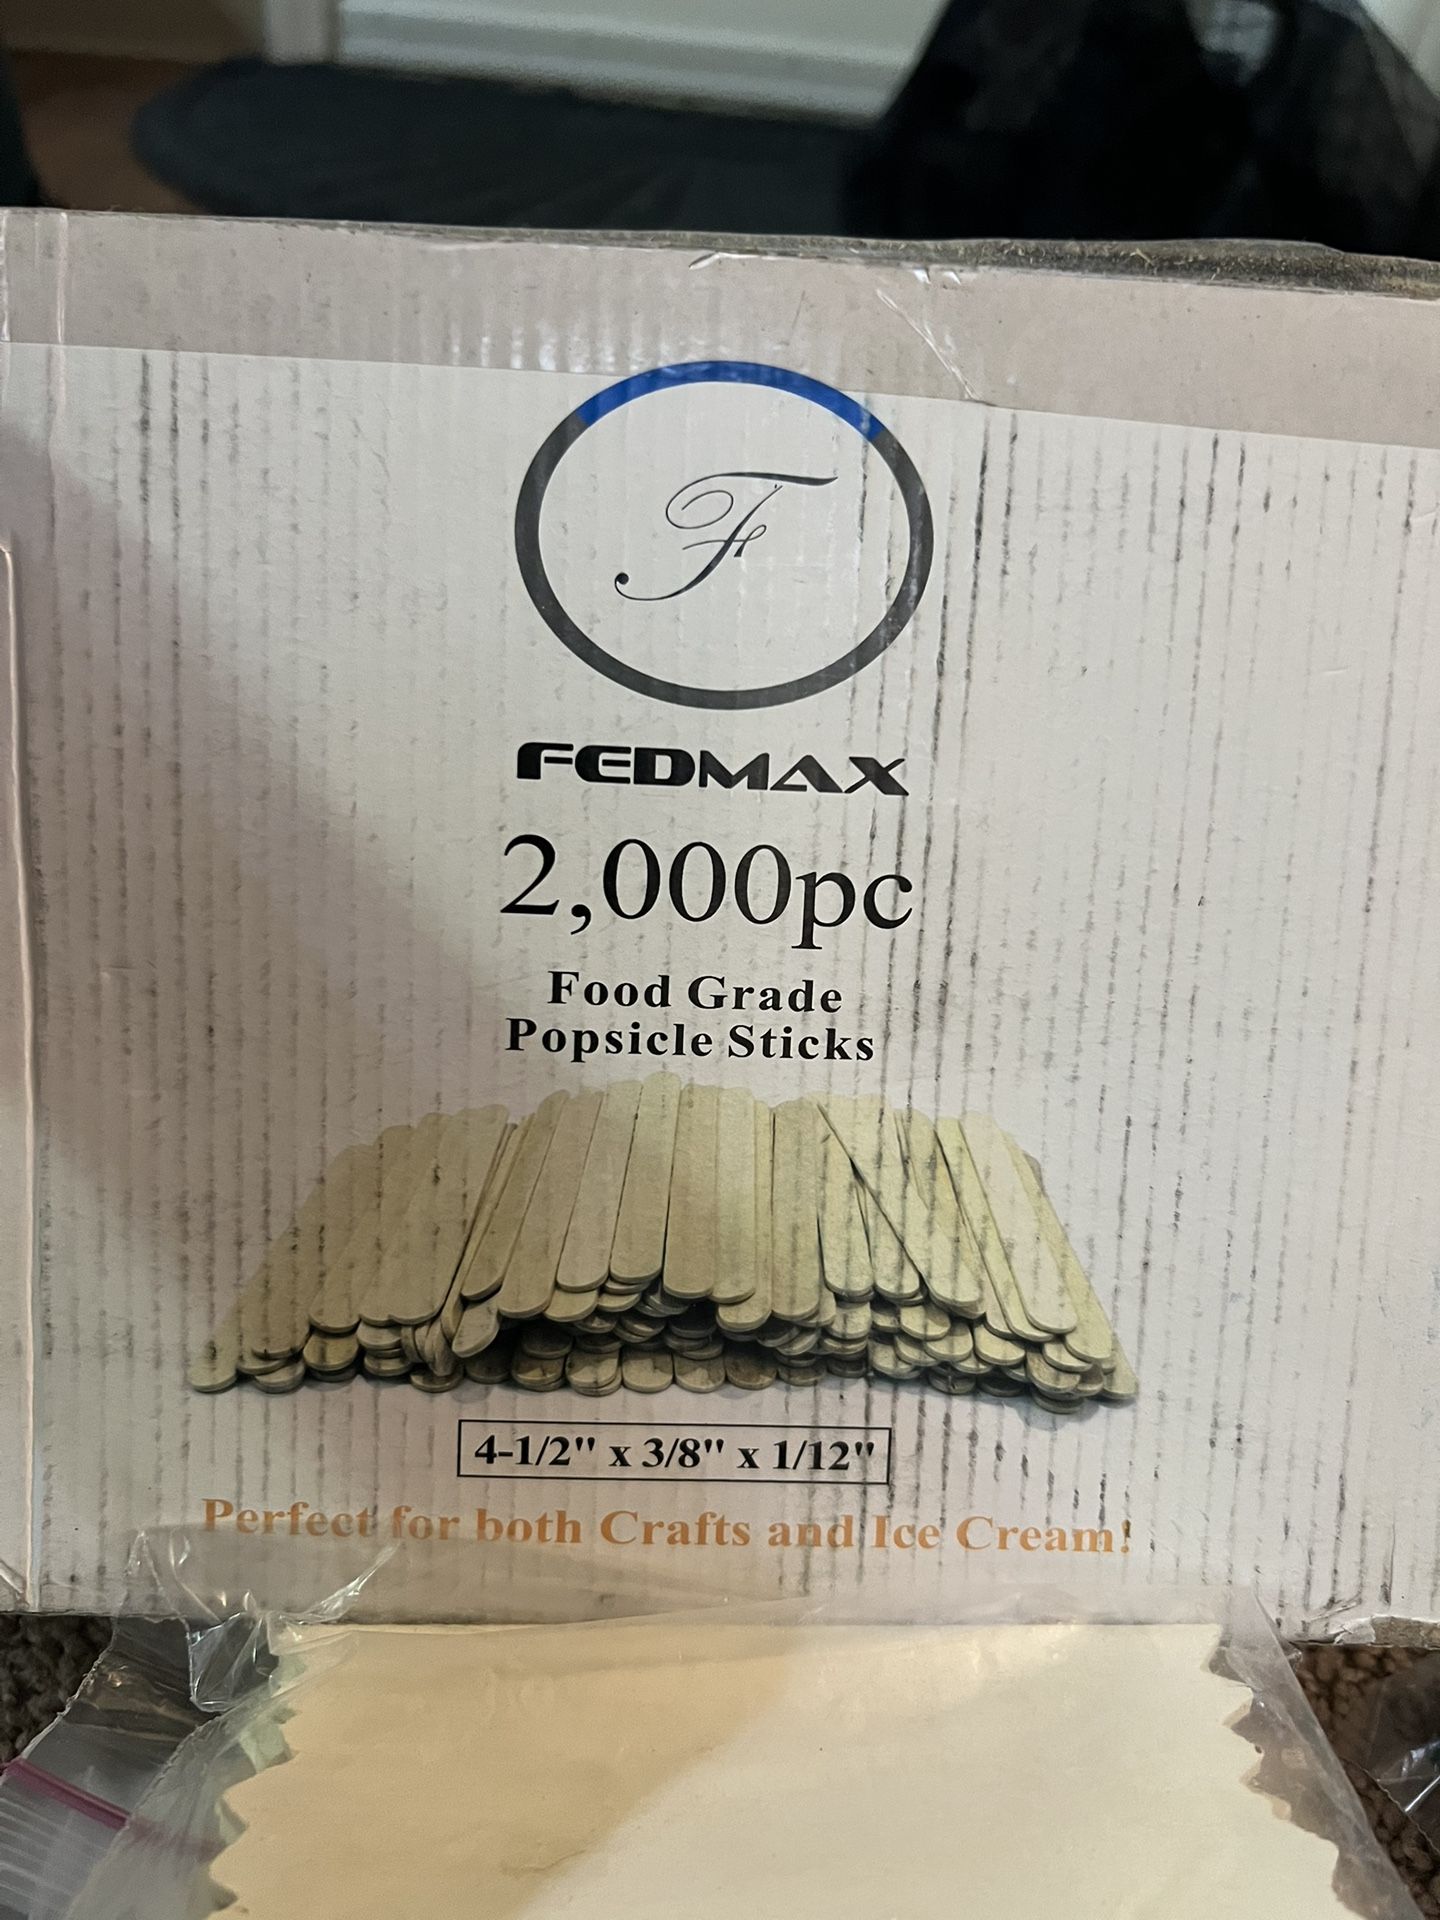 F
FEDMAX
2,000pc
Food Grade
Popsicle Sticks
4-1/2" x 3/8" x 1/12"
Perfect for both Crafts and Ice Cream!